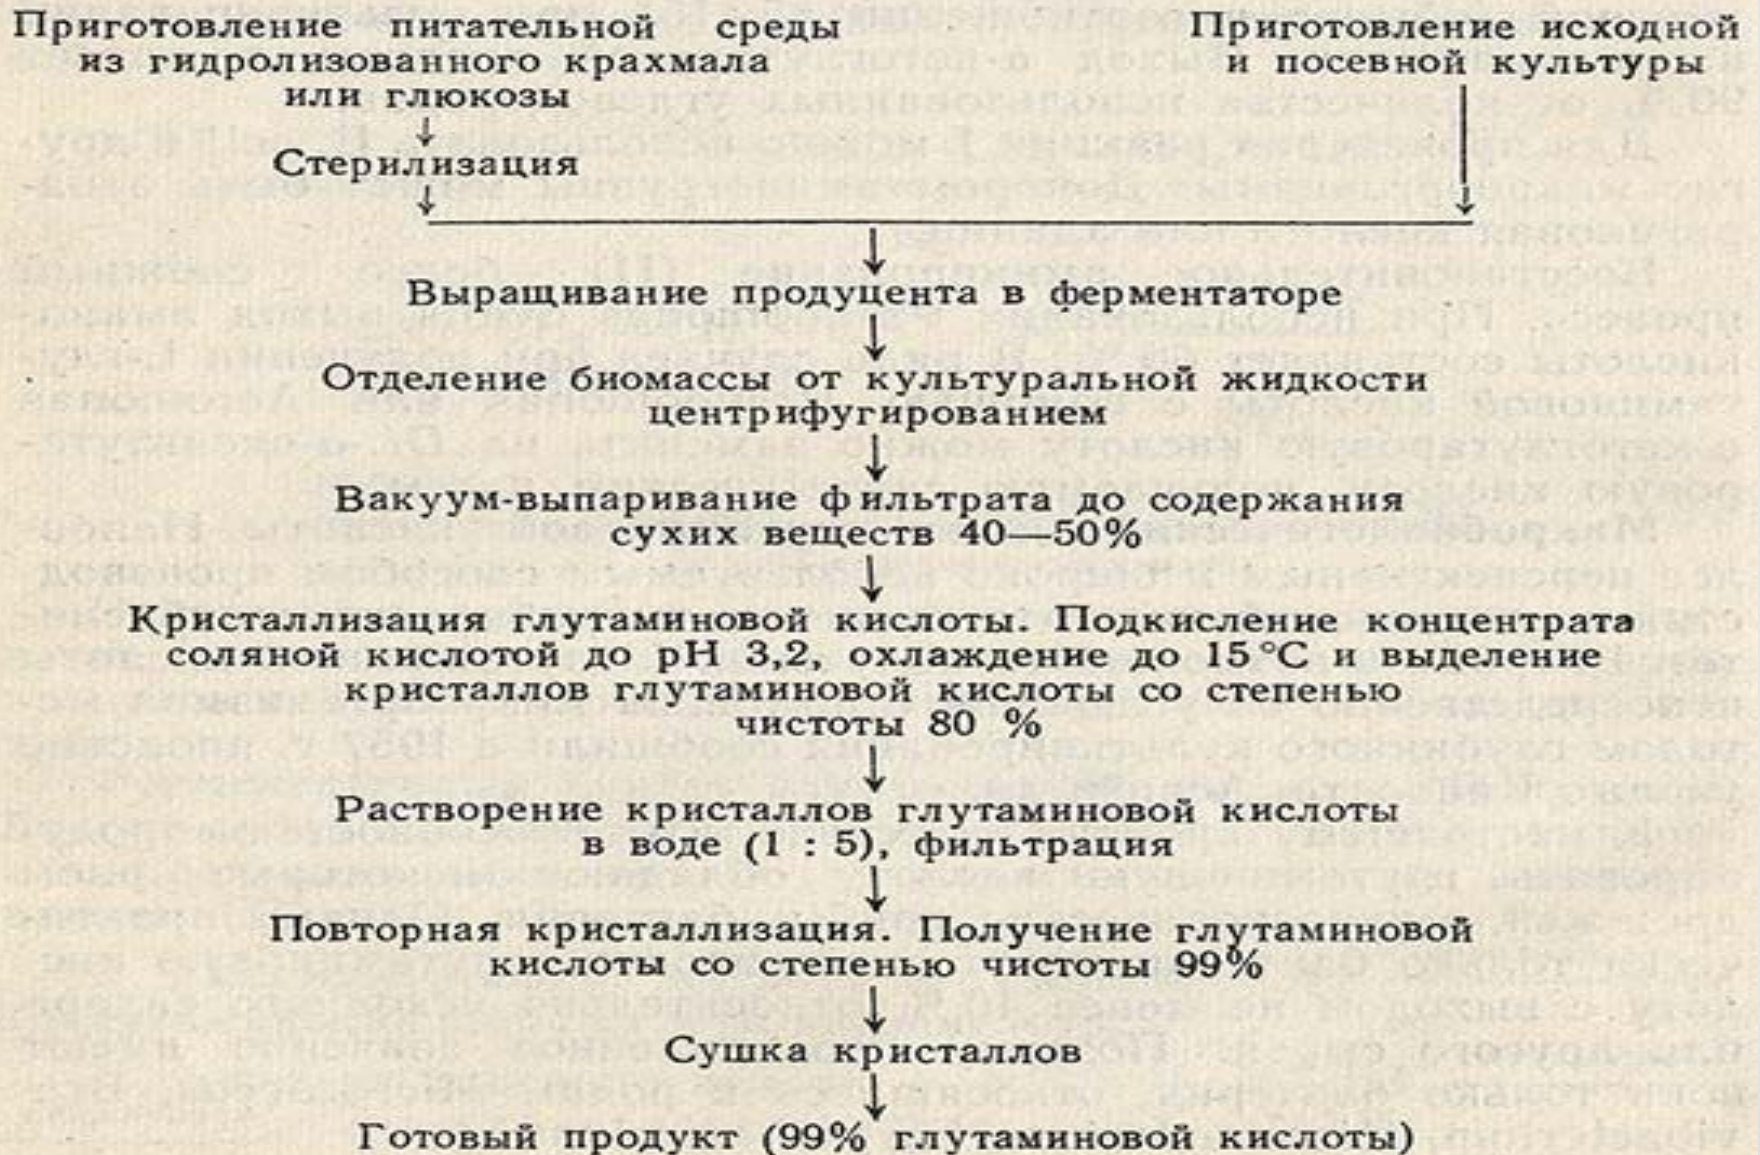 Приготовление питательной среды
из гидролизованного крахмала
или глюкозы
Приготовление исходной
и посевной культуры
Стерилизация
Выращивание продуцента в ферментаторе
Отделение биомассы от культуральной жидкости
центрифугированием
Вакуум-выпаривание фильтрата до содержания
сухих веществ 40—50%
Кристаллизация глутаминовой кислоты. Подкисление концентрата
соляной кислотой до pH 3,2, охлаждение до 15 °C и выделение
кристаллов глутаминовой кислоты со степенью
чистоты 80 %
Растворение кристаллов глутаминовой кислоты
в воде (1 : 5), фильтрация
Повторная кристаллизация. Получение глутаминовой
кислоты со степенью чистоты 99%
Сушка кристаллов
Готовый продукт (99% глутаминовой кислоты)